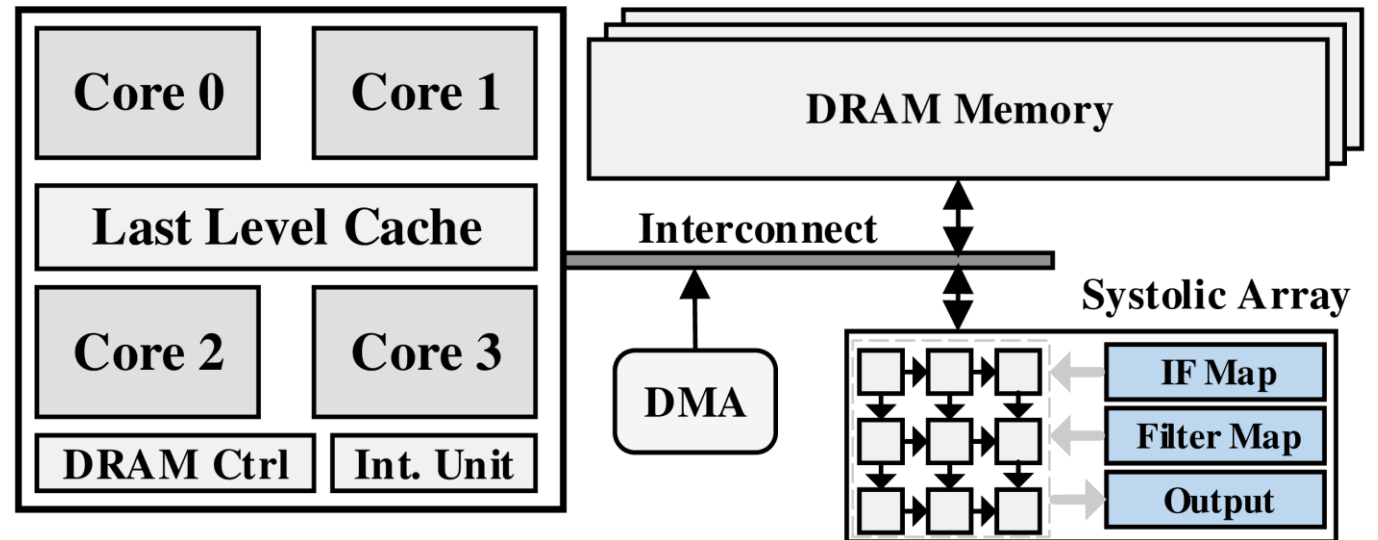 Core 0
Core 1
Last Level Cache
Core 2
Core 3
DRAM Ctrl
Int. Unit
DRAM Memory
Interconnect
DMA
Systolic Array
IF Map
Filter Map
Output